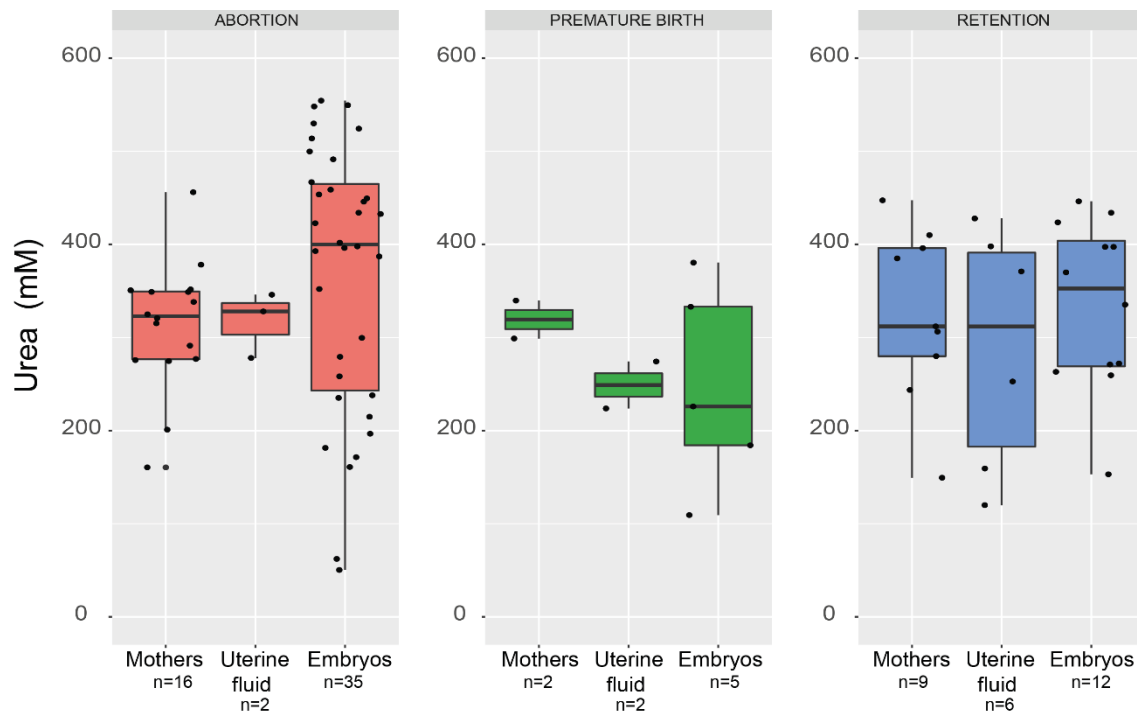 ABORTION
PREMATURE BIRTH
RETENTION
Urea (mM)
600
400
200
0
600
400
200
0
600
400
200
0
Mothers
n=16
Uterine
fluid
n=2
Embryos
n=35
Mothers
n=2
Uterine
fluid
n=2
Embryos
n=5
Mothers
n=9
Uterine
fluid
n=6
Embryos
n=12